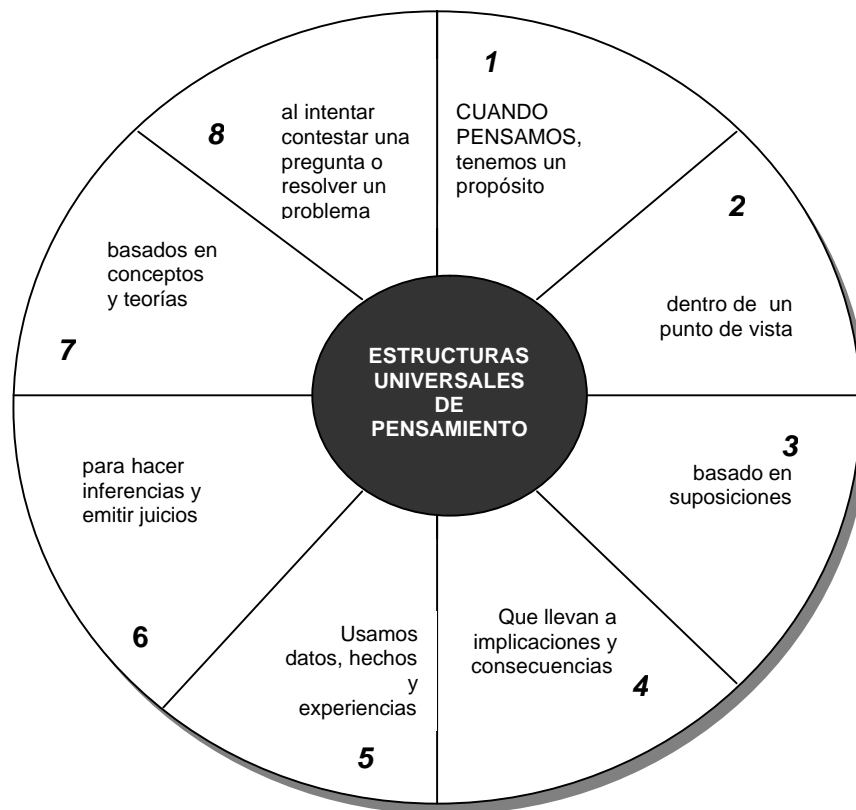 1
CUANDO
PENSAMOS,
tenemos un
propósito
2
dentro de un
punto de vista
3
basado en
suposiciones
Que llevan a
implicaciones y
consecuencias
4
Usamos
datos, hechos
y
experiencias
5
para hacer
inferencias y
emitir juicios
6
basados en
conceptos
y teorías
7
8
al intentar
contestar una
pregunta o
resolver un
problema
ESTRUCTURAS
UNIVERSALES
DE
PENSAMIENTO